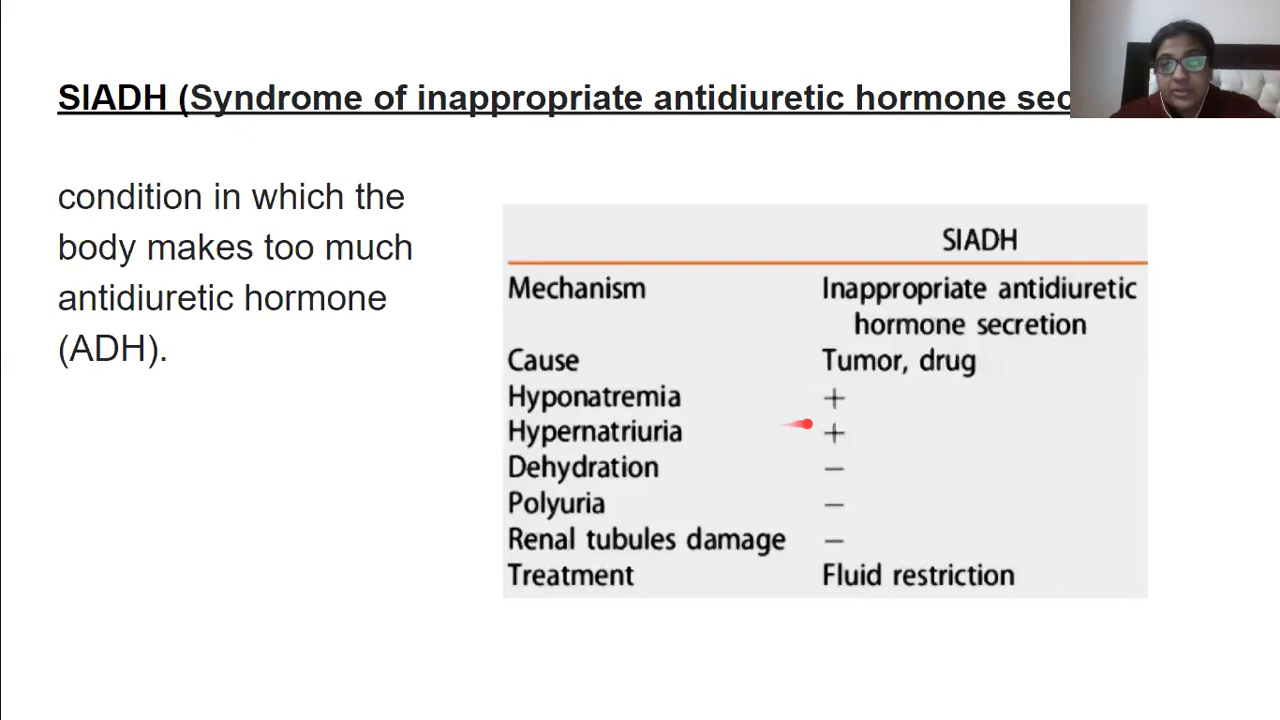 SIADH (Syndrome of inappropriate antidiuretic hormone
condition in which the
body makes too much
antidiuretic hormone
(ADH).
SIADH
Mechanism Inappropriate antidiuretic
hormone secretion
Cause Tumor, drug
Hyponatremia +
Hypernatriuria +
Dehydration −
Polyuria −
Renal tubules damage −
Treatment Fluid restriction